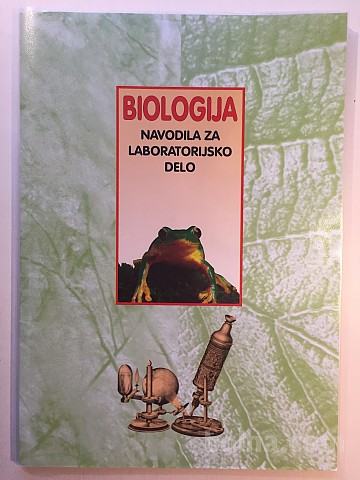 BIOLOGIJA
NAVODILA ZA
LABORATORIJSKO
DELO